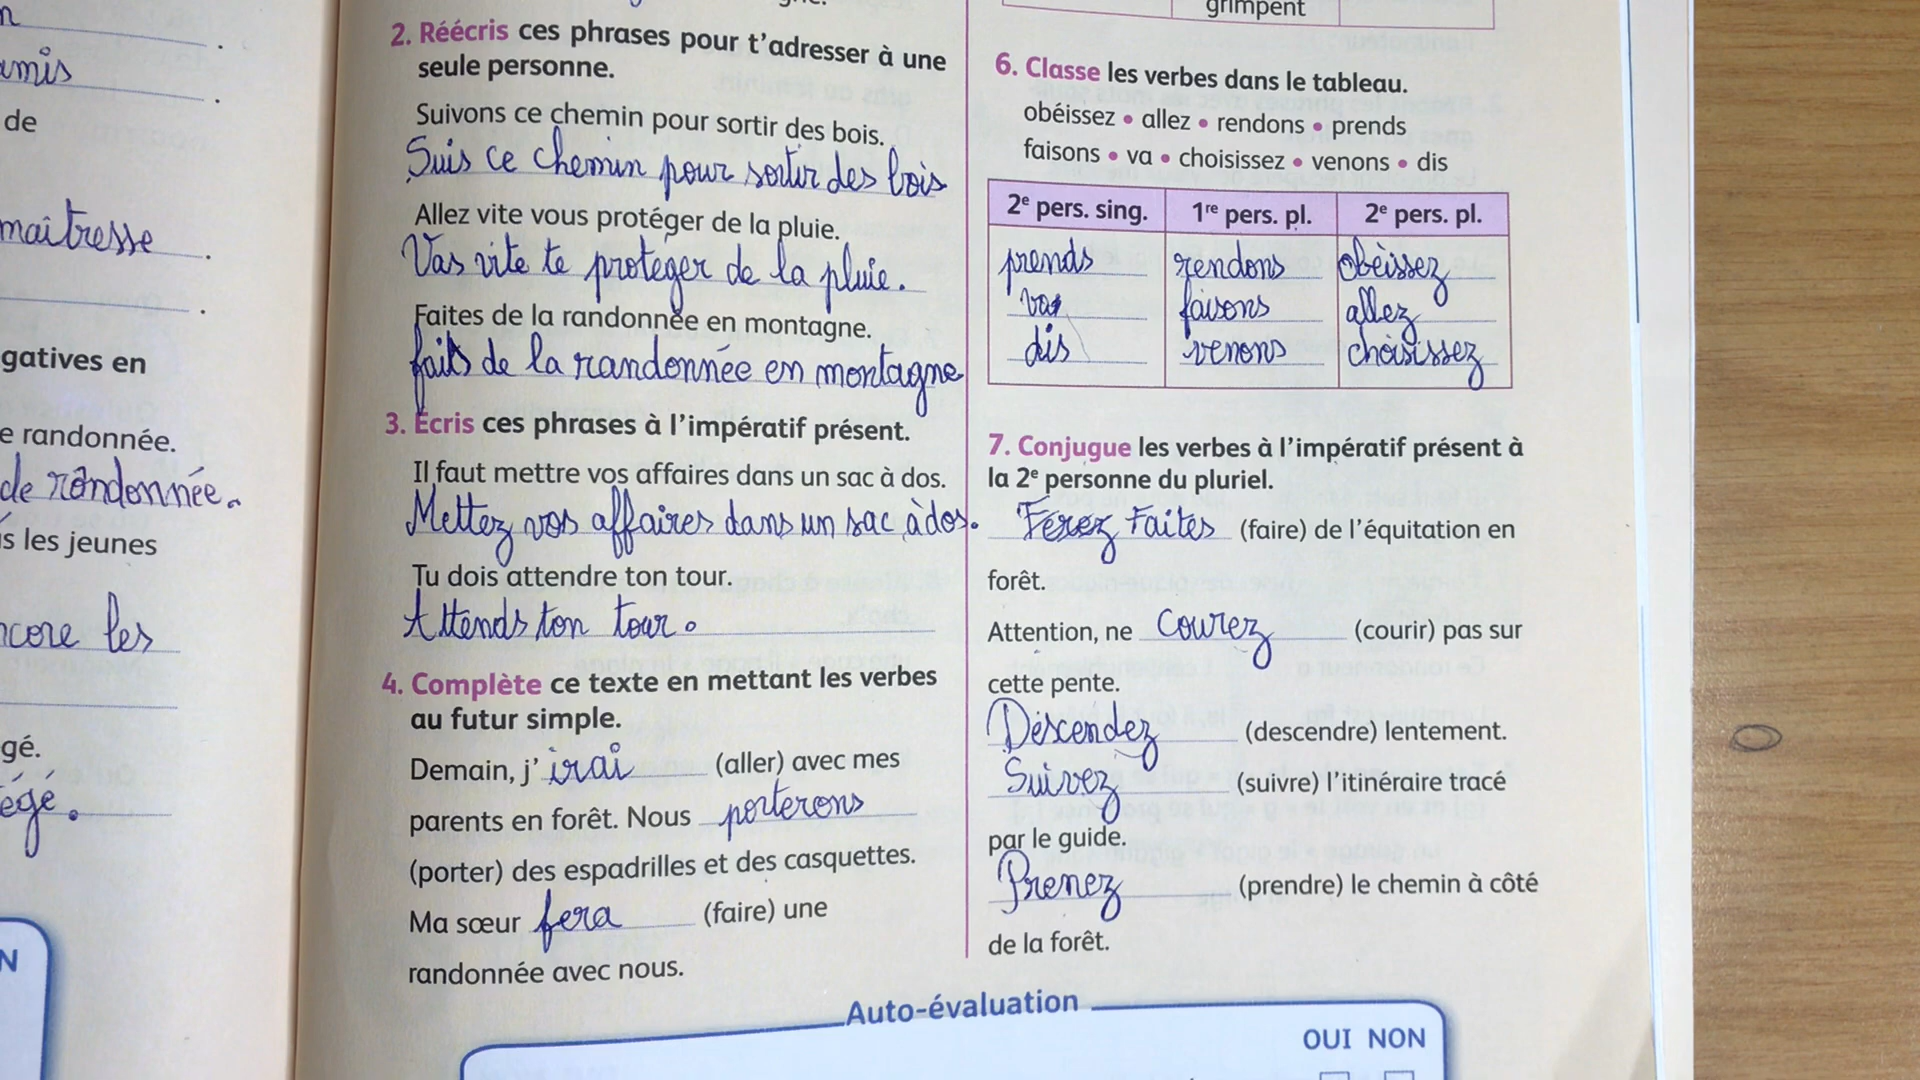 amis
de
maîtresse
gatives en
e randonnée.
de randonnée.
s les jeunes
ncore les
gé.
égé.
N
2. Réécris ces phrases pour t'adresser à une
seule personne.
Suivons ce chemin pour sortir des bois.
Suis ce chemin pour sortir des bois
Allez vite vous protéger de la pluie.
Vas vite te protéger de la pluie.
Faites de la randonnée en montagne.
faits de la randonnée en montagne
3. Écris ces phrases à l'impératif présent.
Il faut mettre vos affaires dans un sac à dos.
Mettez vos affaires dans un sac à dos.
Tu dois attendre ton tour.
Attends ton tour.
4. Complète ce texte en mettant les verbes
au futur simple.
Demain, j' irai (aller) avec mes
parents en forêt. Nous porterons
(porter) des espadrilles et des casquettes.
Ma sœur fera (faire) une
randonnée avec nous.
grimpent
6. Classe les verbes dans le tableau.
obéissez • allez • rendons • prends
faisons • va • choisissez • venons • dis
2e pers. sing. 1re pers. pl. 2e pers. pl.
prends rendons obéissez
va faisons allez
dis venons choisissez
7. Conjugue les verbes à l'impératif présent à
la 2e personne du pluriel.
Ferez Faites (faire) de l'équitation en
forêt.
Attention, ne courez (courir) pas sur
cette pente.
Descendez (descendre) lentement.
Suivez (suivre) l'itinéraire tracé
par le guide.
Prenez (prendre) le chemin à côté
de la forêt.
Auto-évaluation
OUI NON